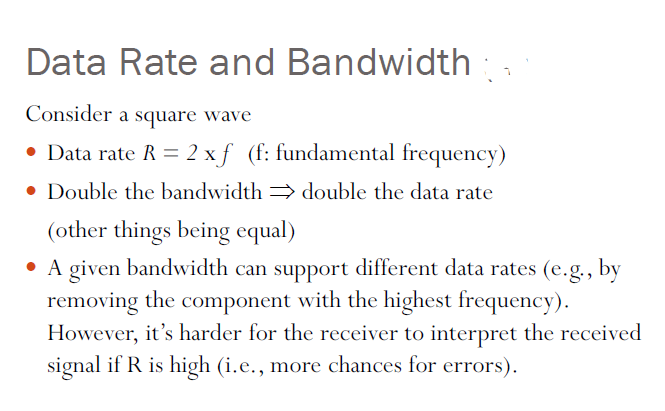 Data Rate and Bandwidth
Consider a square wave
• Data rate R = 2 x f (f: fundamental frequency)
• Double the bandwidth ⇒ double the data rate
(other things being equal)
• A given bandwidth can support different data rates (e.g., by
removing the component with the highest frequency).
However, it's harder for the receiver to interpret the received
signal if R is high (i.e., more chances for errors).